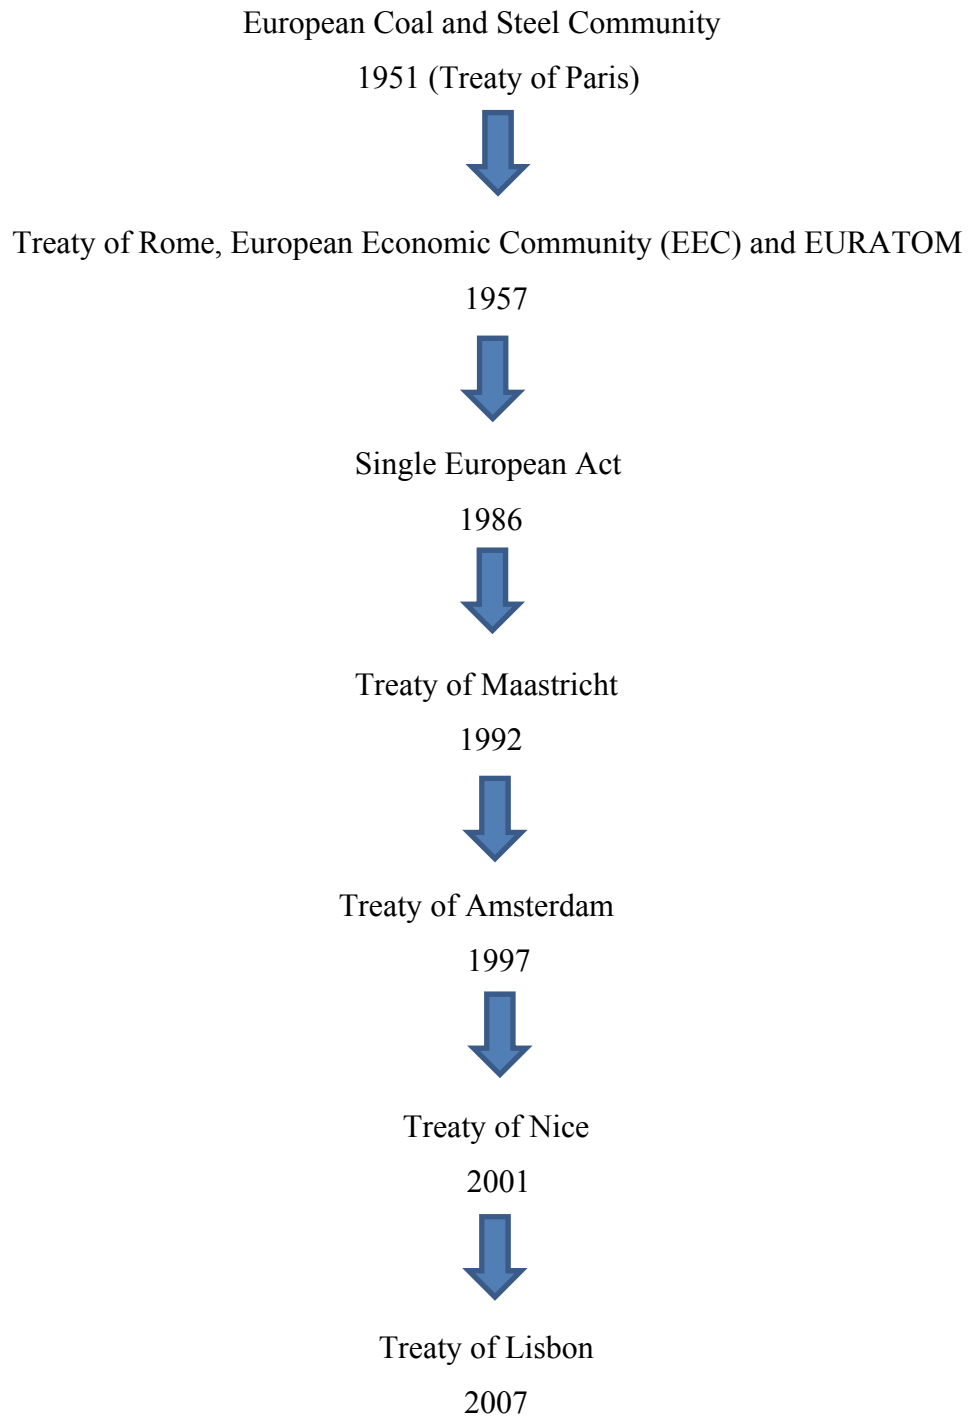 European Coal and Steel Community
1951 (Treaty of Paris)
Treaty of Rome, European Economic Community (EEC) and EURATOM
1957
Single European Act
1986
Treaty of Maastricht
1992
Treaty of Amsterdam
1997
Treaty of Nice
2001
Treaty of Lisbon
2007